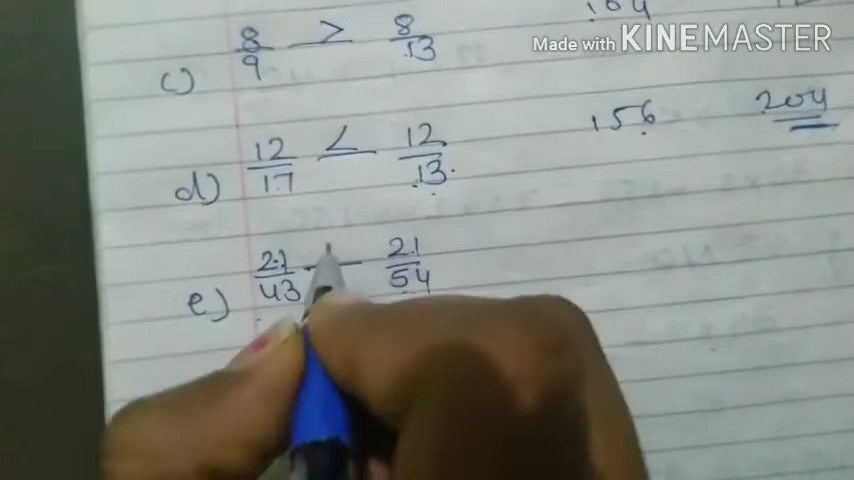 c) 8/9 > 8/13
Made with KINEMASTER
d) 12/17 < 12/13 156 204
e) 21/43 21/54